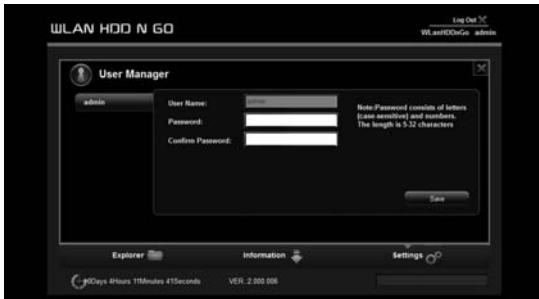 WLAN HDD N GO
Log Out
WLanHDDnGo admin
User Manager
admin
User Name: admin
Password:
Confirm Password:
Note:Password consists of letters
(case-sensitive) and numbers.
The length is 5-32 characters
Save
Explorer
Information
Settings
0Days 4Hours 11Minutes 41Seconds
VER: 2.000.006